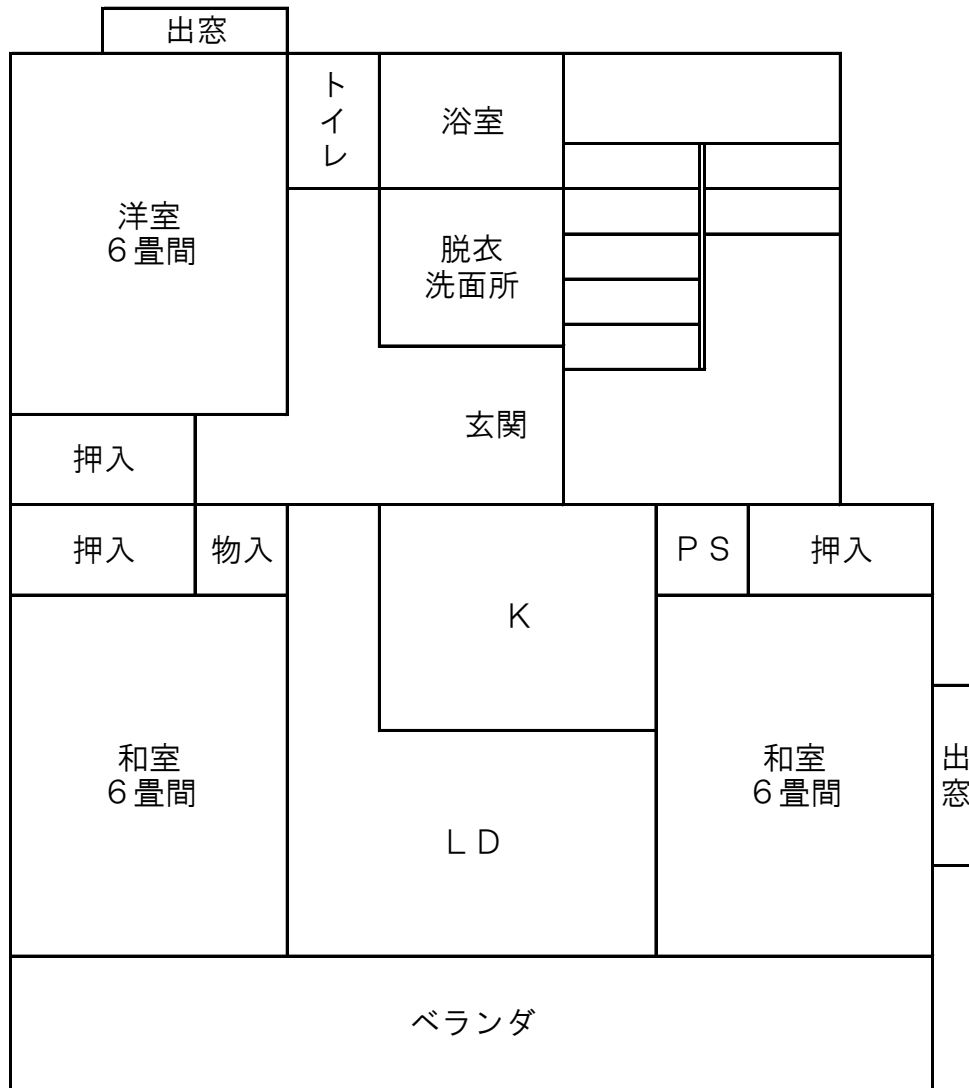 出窓
トイレ
浴室
洋室
６畳間
脱衣
洗面所
玄関
押入
押入
物入
ＰＳ
押入
Ｋ
和室
６畳間
和室
６畳間
出窓
ＬＤ
ベランダ